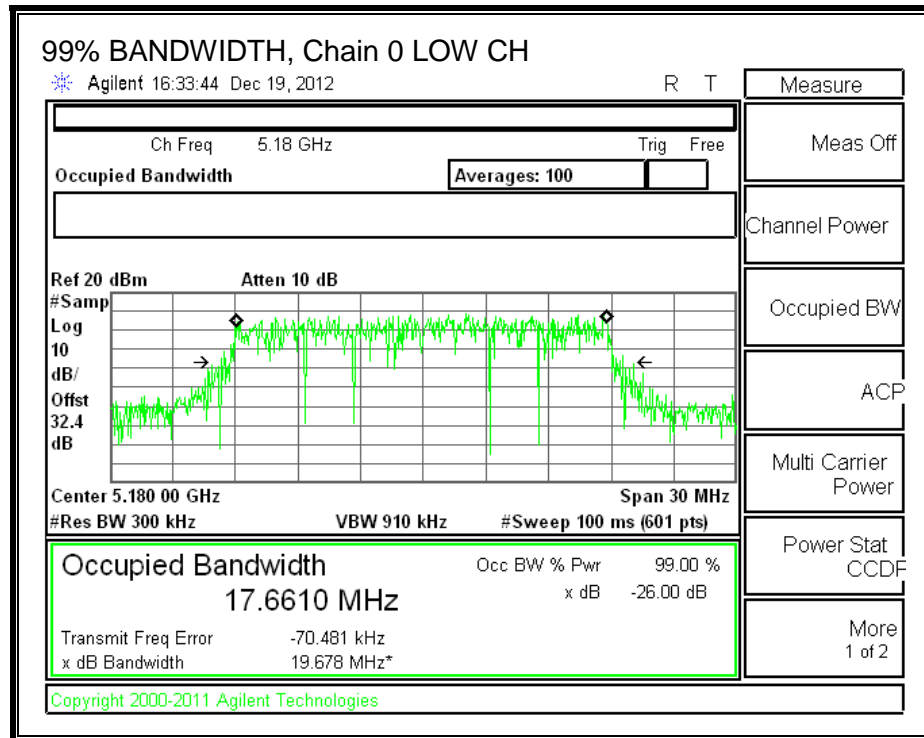 99% BANDWIDTH, Chain 0 LOW CH
Agilent 16:33:44 Dec 19, 2012 R T
Measure
Ch Freq 5.18 GHz Trig Free
Occupied Bandwidth Averages: 100
Meas Off
Channel Power
Occupied BW
ACP
Multi Carrier
Power
Power Stat
CCDF
More
1 of 2
Ref 20 dBm Atten 10 dB
#Samp
Log
10
dB/
Offst
32.4
dB
Center 5.180 00 GHz Span 30 MHz
#Res BW 300 kHz VBW 910 kHz #Sweep 100 ms (601 pts)
Occupied Bandwidth Occ BW % Pwr 99.00 %
17.6610 MHz x dB -26.00 dB
Transmit Freq Error -70.481 kHz
x dB Bandwidth 19.678 MHz*
Copyright 2000-2011 Agilent Technologies